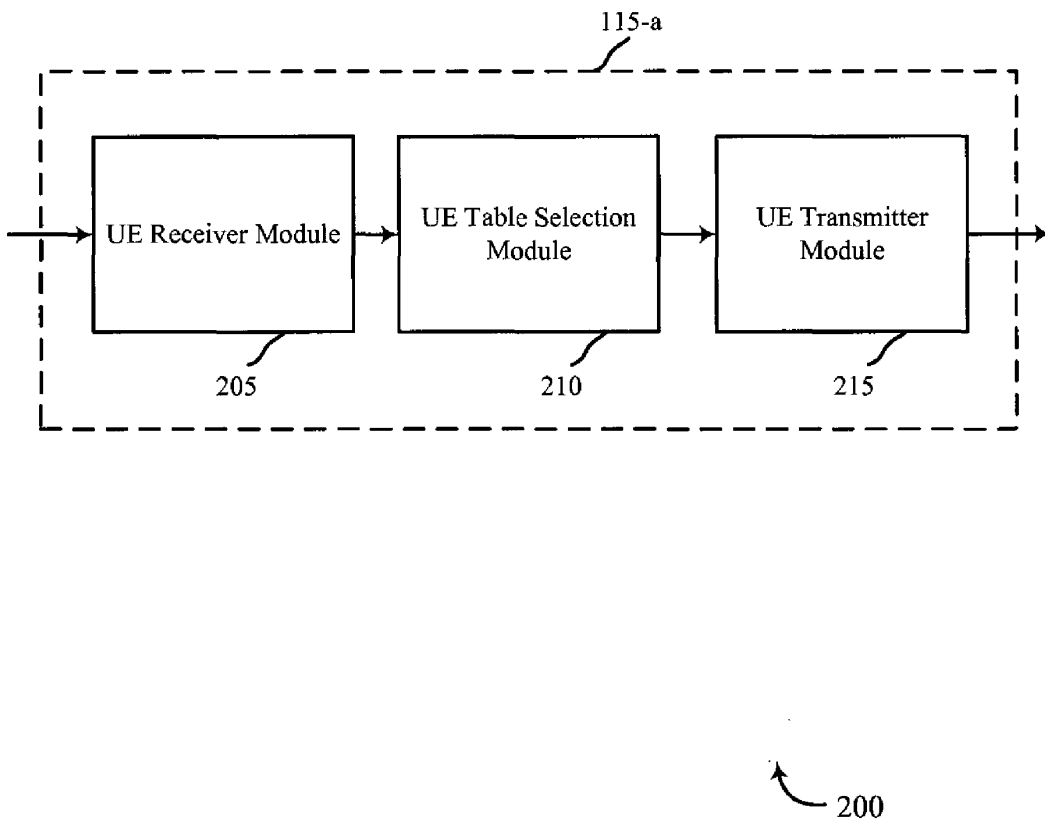 115-a
UE Receiver Module
UE Table Selection
Module
UE Transmitter
Module
205
210
215
200